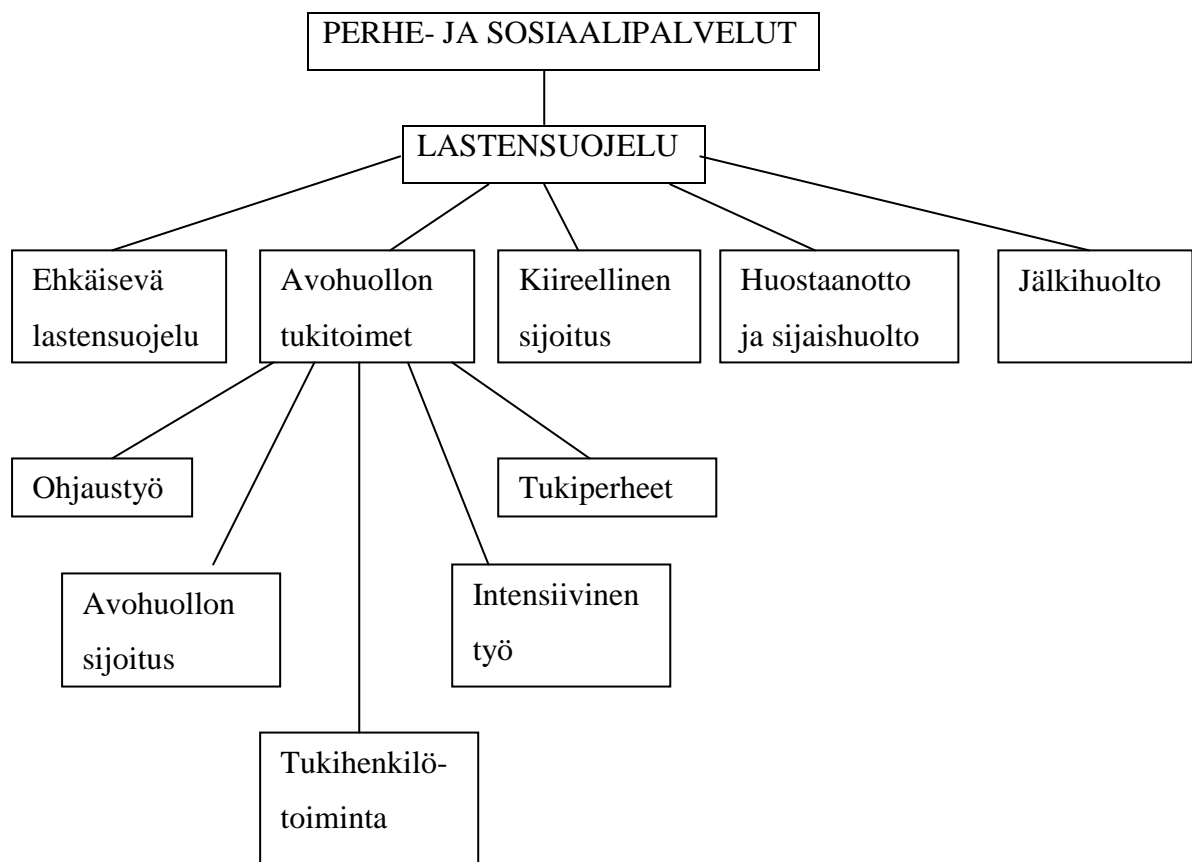 PERHE- JA SOSIAALIPALVELUT
LASTENSUOJELU
Ehkäisevä
lastensuojelu
Avohuollon
tukitoimet
Kiireellinen
sijoitus
Huostaanotto
ja sijaishuolto
Jälkihuolto
Ohjaustyö
Tukiperheet
Avohuollon
sijoitus
Intensiivinen
työ
Tukihenkilö-
toiminta